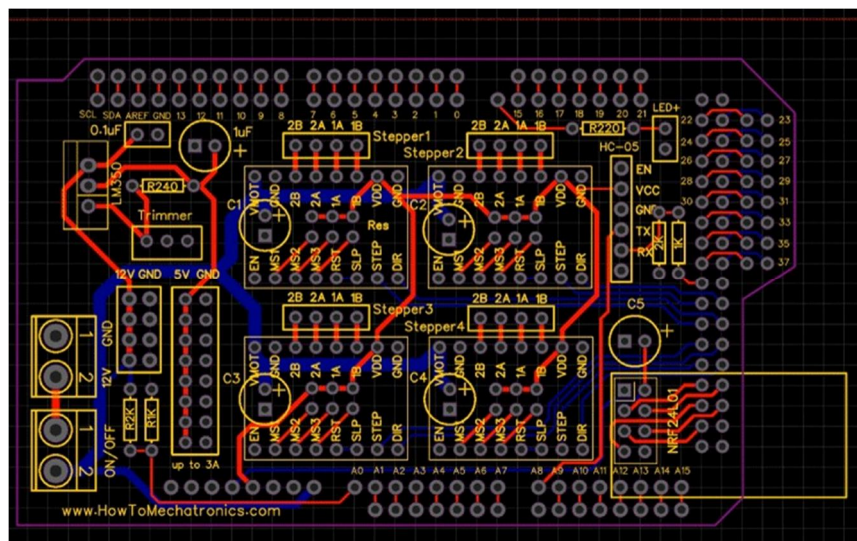 SCL SDA AREF GND 13 12 11 10 9 8
7 6 5 4 3 2 1 0
15 16 17 18 19 20 21
0.1uF
1uF
+
LM350
R240
Trimmer
2B 2A 1A 1B
Stepper1
2B 2A 1A 1B
Stepper2
R220
LED+
HC-05
EN
VCC
GND
TX
RX
2K
1K
22 23
24 25
26 27
28 29
30 31
33
35
37
C1
+
VMOT GND 2B 2A 1B VDD GND
Res
EN MS1 MS2 MS3 RST SLP STEP DIR
C2
+
VMOT GND 2B 2A 1A 1B VDD GND
EN MS1 MS2 MS3 RST SLP STEP DIR
12V GND
5V GND
2B 2A 1A 1B
Stepper3
2B 2A 1A 1B
Stepper4
C5
+
1
2
GND
12V
1
2
ON/OFF
R2K
R1K
up to 3A
C3
+
VMOT GND 2B 2A 1A 1B VDD GND
EN MS1 MS2 MS3 RST SLP STEP DIR
C4
+
VMOT GND 2B 2A 1A 1B VDD GND
EN MS1 MS2 MS3 RST SLP STEP DIR
NRF24L01
A0 A1 A2 A3 A4 A5 A6 A7 A8 A9 A10 A11 A12 A13 A14 A15
www.HowToMechatronics.com